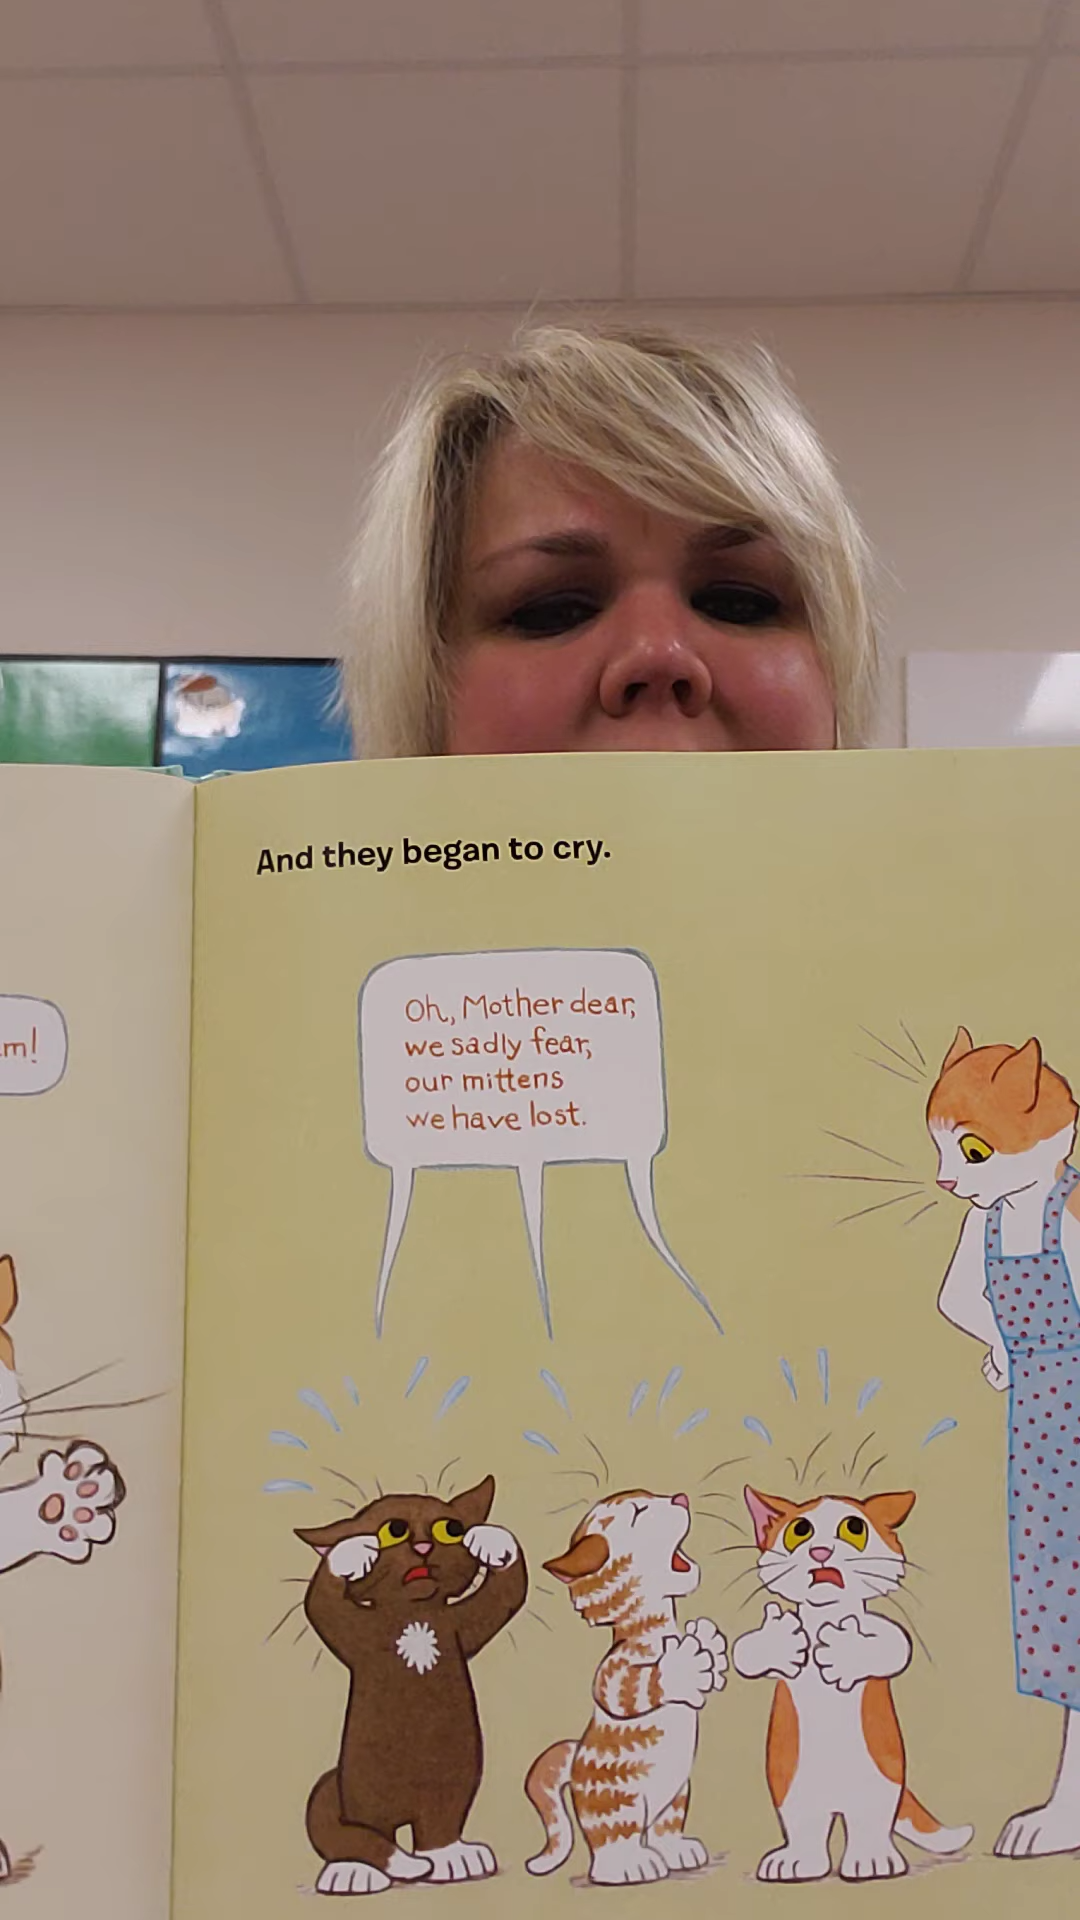 And they began to cry.
m!
Oh, Mother dear,
we sadly fear,
our mittens
we have lost.